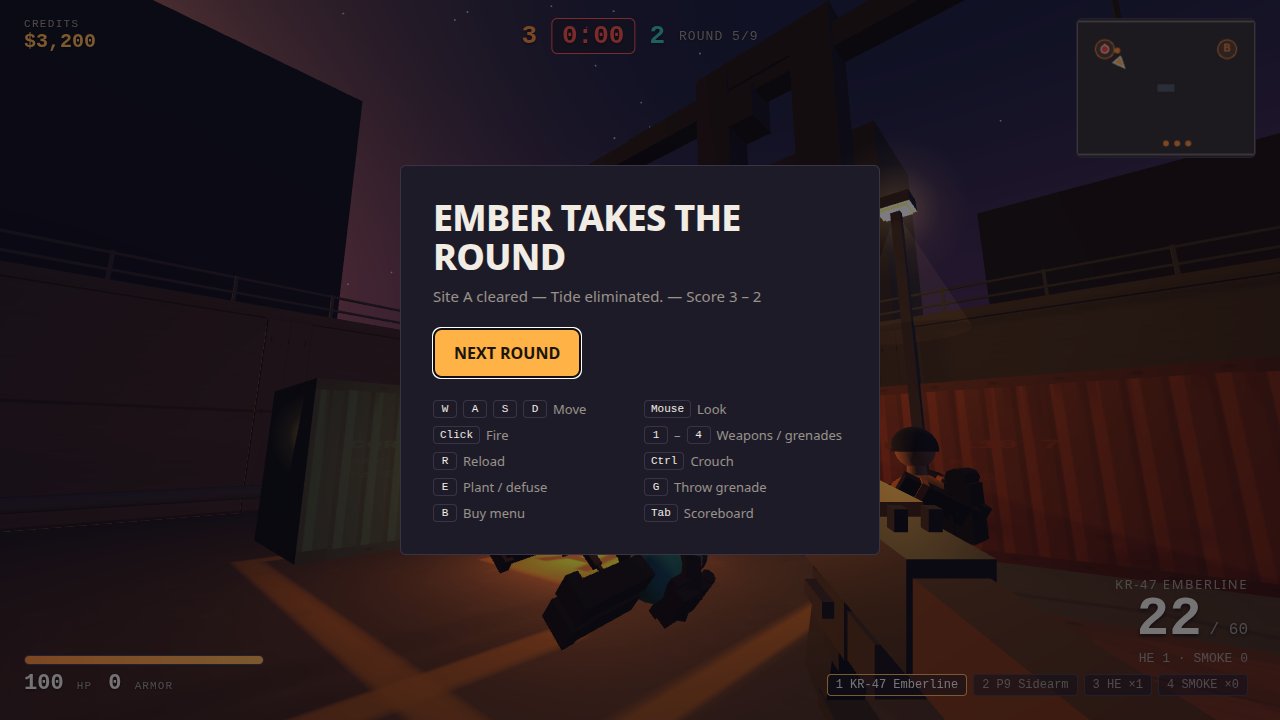 CREDITS
$3,200
3 0:00 2 ROUND 5/9
B
EMBER TAKES THE
ROUND
Site A cleared — Tide eliminated. — Score 3 – 2
NEXT ROUND
W A S D Move
Mouse Look
Click Fire
1 – 4 Weapons / grenades
R Reload
Ctrl Crouch
E Plant / defuse
G Throw grenade
B Buy menu
Tab Scoreboard
KR-47 EMBERLINE
22 / 60
HE 1 · SMOKE 0
100 HP 0 ARMOR
1 KR-47 Emberline 2 P9 Sidearm 3 HE ×1 4 SMOKE ×0